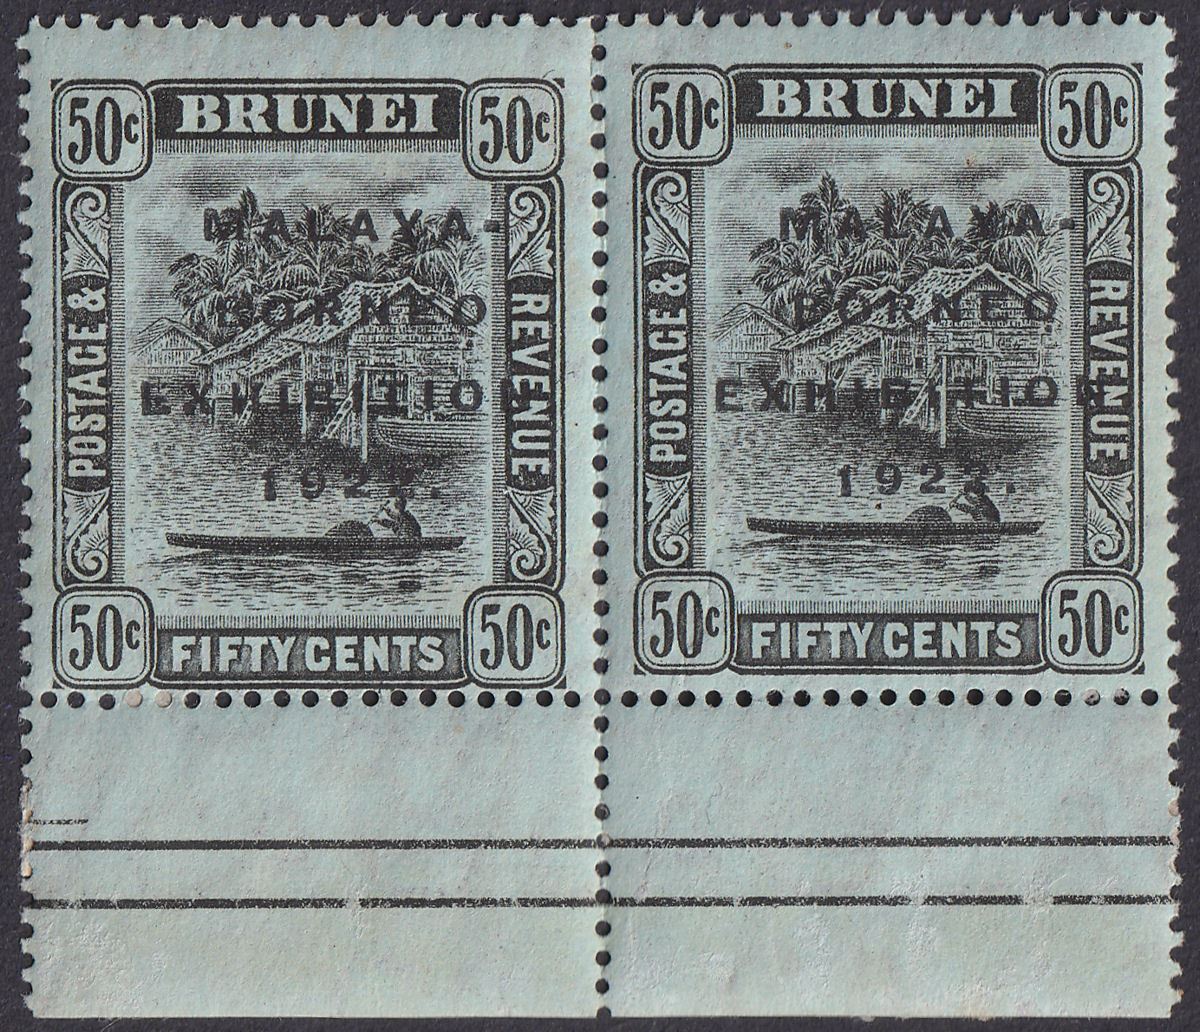 50c BRUNEI 50c
MALAYA-
BORNEO
EXHIBITION
1922.
POSTAGE &
REVENUE
50c FIFTY CENTS 50c
50c BRUNEI 50c
MALAYA-
BORNEO
EXHIBITION
1922.
POSTAGE &
REVENUE
50c FIFTY CENTS 50c